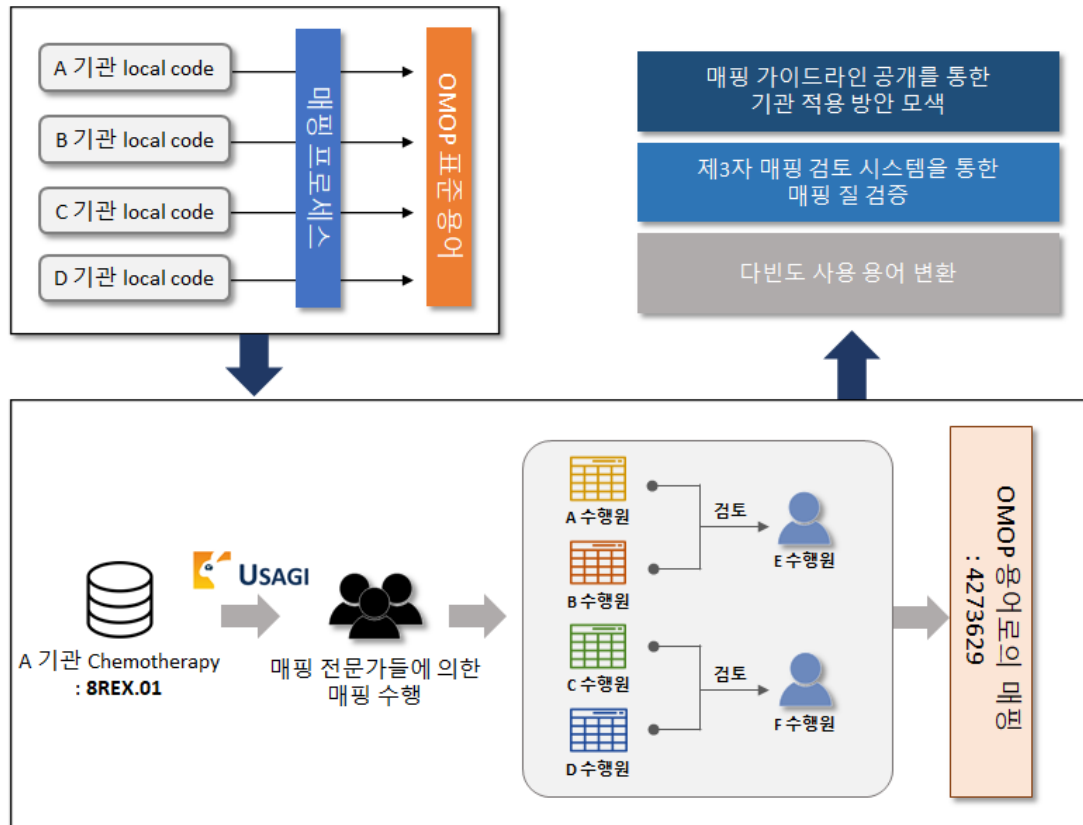 A 기관 local code
B 기관 local code
C 기관 local code
D 기관 local code
매핑 프로세스
OMOP 표준 용어
매핑 가이드라인 공개를 통한
기관 적용 방안 모색
제3자 매핑 검토 시스템을 통한
매핑 질 검증
다빈도 사용 용어 변환
A 기관 Chemotherapy
: 8REX.01
USAGI
매핑 전문가들에 의한
매핑 수행
A 수행원
B 수행원
검토
E 수행원
C 수행원
D 수행원
검토
F 수행원
OMOP 용어로의 매핑
: 4273629